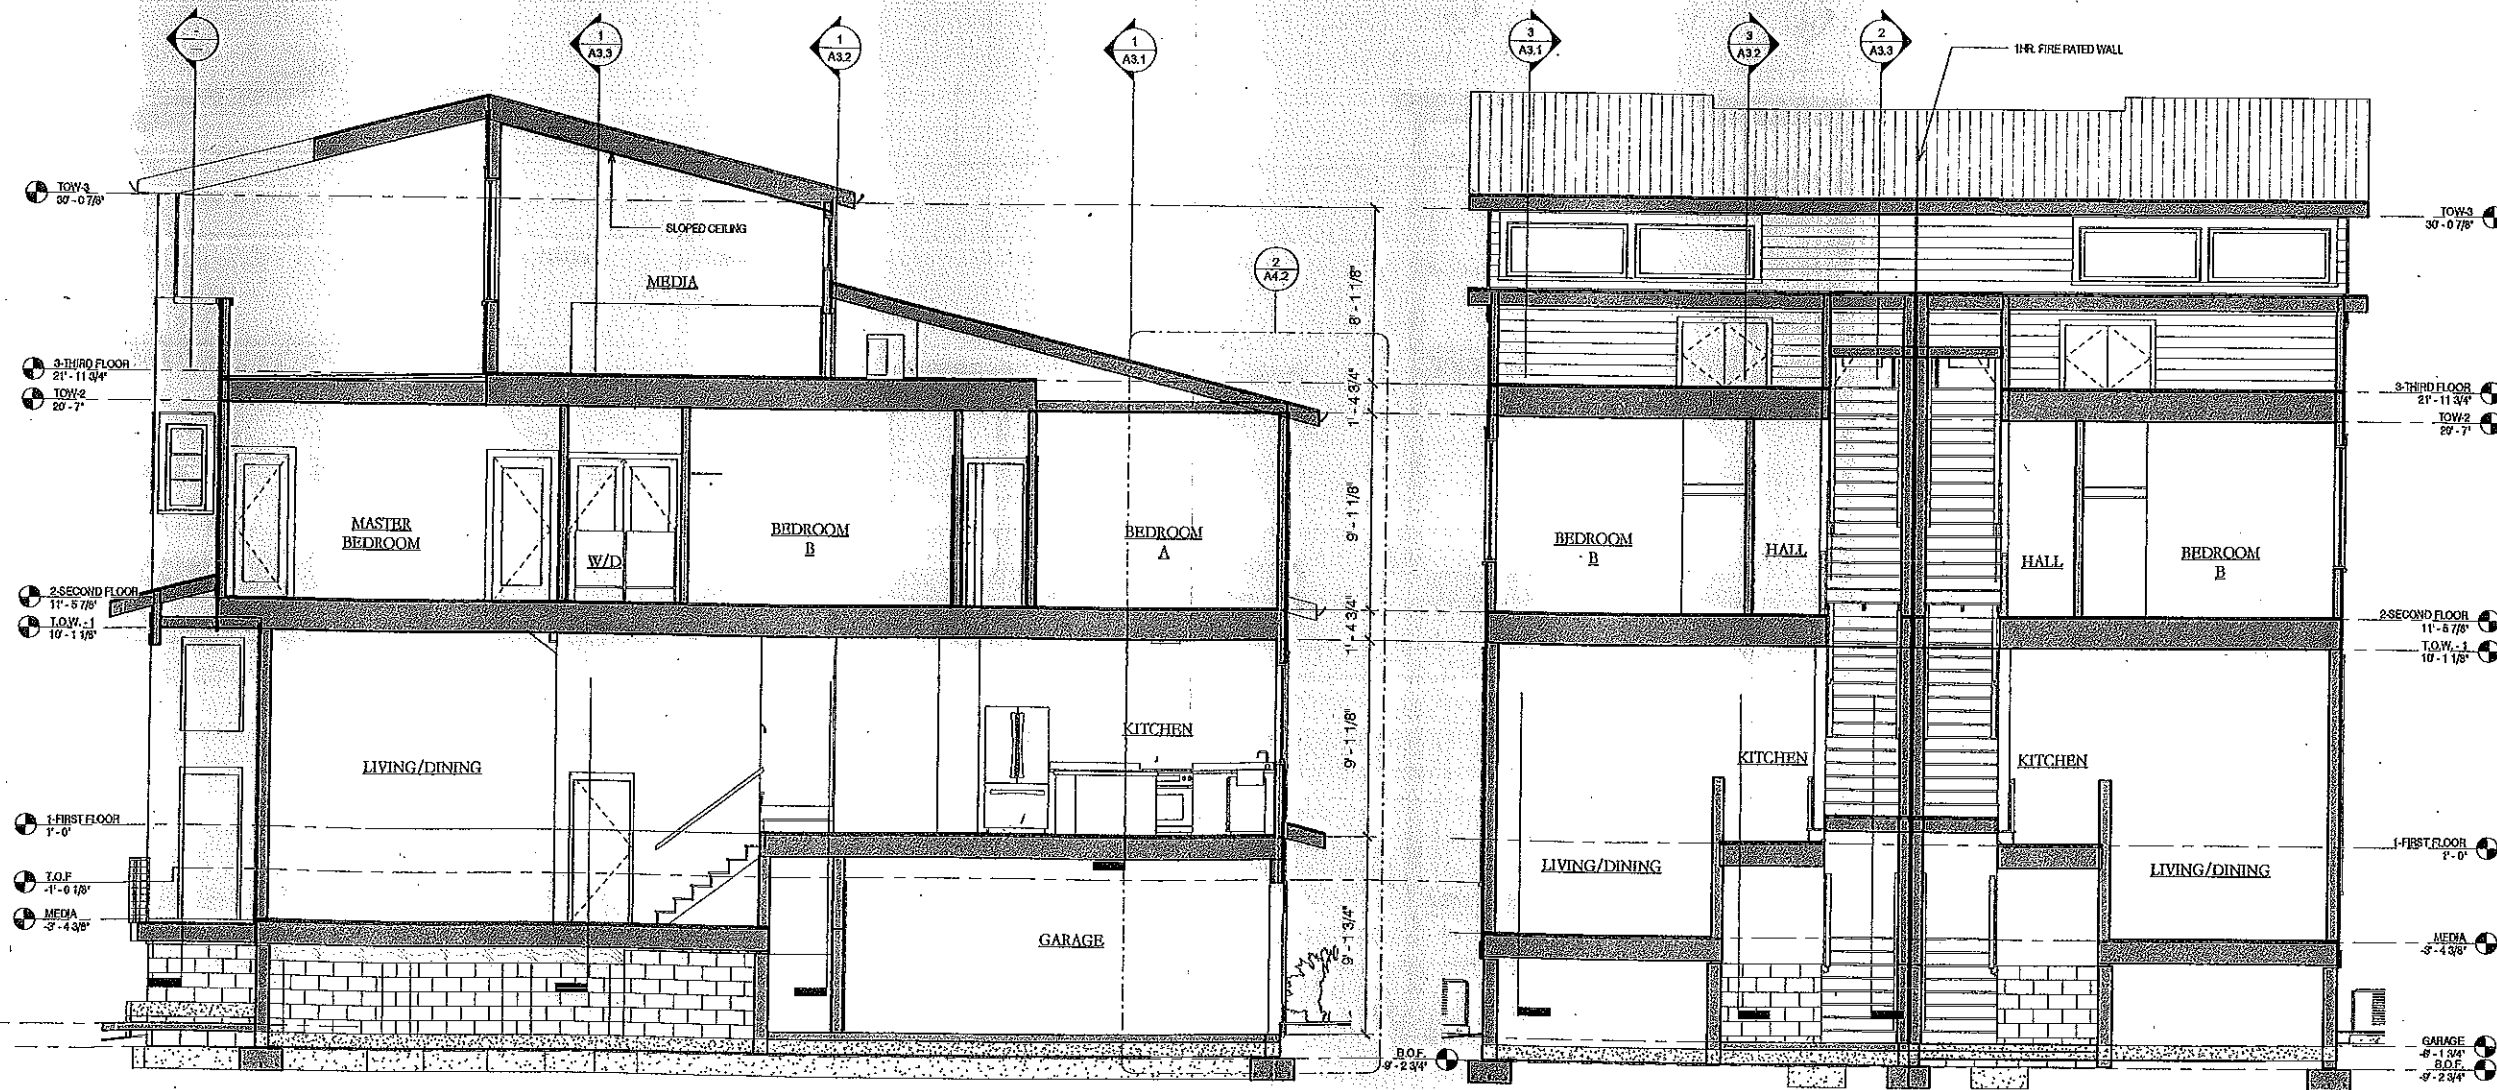 1
A3.3
1
A3.2
1
A3.1
3
A3.1
3
A3.2
2
A3.3
1HR. FIRE RATED WALL
TOW-3
30' - 0 7/8"
SLOPED CEILING
MEDIA
2
A4.2
8' - 1 1/8"
TOW-3
30' - 0 7/8"
3-THIRD FLOOR
21' - 11 3/4"
TOW-2
20' - 7"
1' - 4 3/4"
3-THIRD FLOOR
21' - 11 3/4"
TOW-2
20' - 7"
MASTER
BEDROOM
W/D
BEDROOM
B
BEDROOM
A
9' - 1 1/8"
BEDROOM
B
HALL
HALL
BEDROOM
B
2-SECOND FLOOR
11' - 5 7/8"
T.O.W. - 1
10' - 1 1/8"
1' - 4 3/4"
2-SECOND FLOOR
11' - 5 7/8"
T.O.W. - 1
10' - 1 1/8"
LIVING/DINING
KITCHEN
9' - 1 1/8"
KITCHEN
KITCHEN
1-FIRST FLOOR
1' - 0"
1-FIRST FLOOR
1' - 0"
T.O.F
-1' - 0 1/8"
LIVING/DINING
LIVING/DINING
MEDIA
-3' - 4 3/8"
GARAGE
9' - 1 3/4"
MEDIA
-3' - 4 3/8"
B.O.F.
-9' - 2 3/4"
GARAGE
-8' - 1 3/4"
B.O.F.
-9' - 2 3/4"